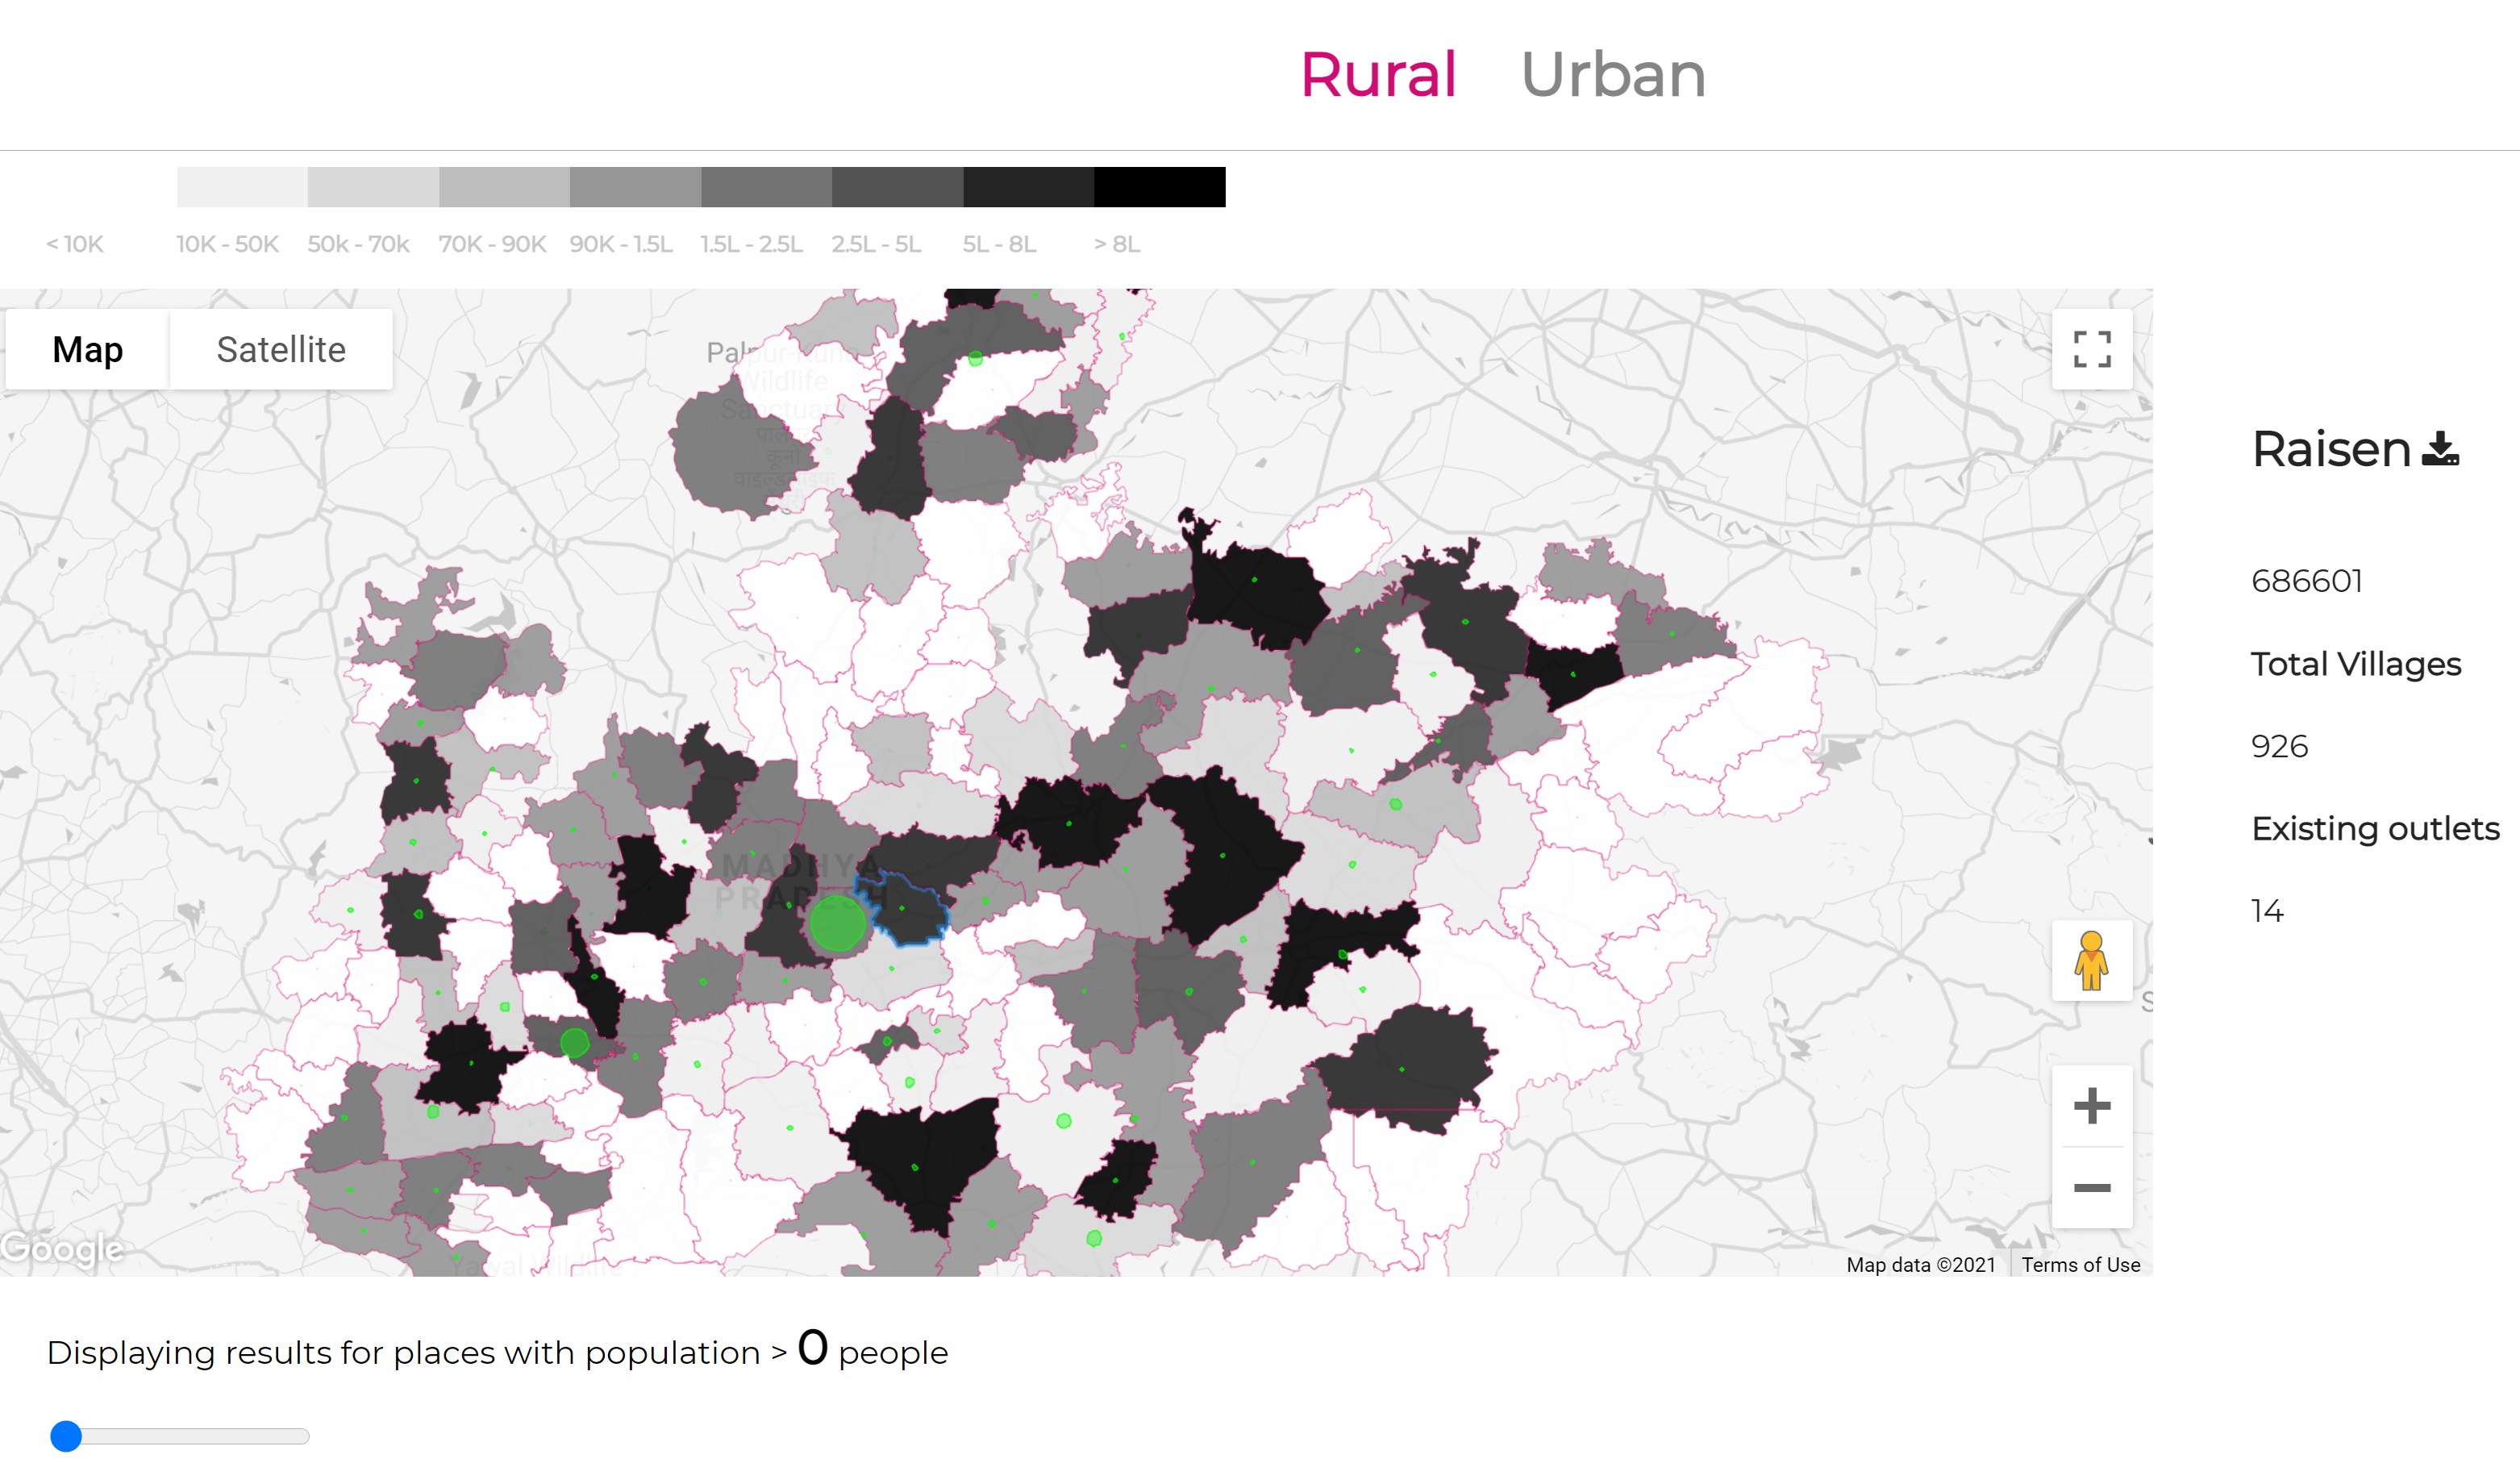 Rural Urban
< 10K 10K - 50K 50k - 70k 70K - 90K 90K - 1.5L 1.5L - 2.5L 2.5L - 5L 5L - 8L > 8L
Map Satellite
Palpur-Kuno
Wildlife
Sanctuary
MADHYA
PRADESH
Raisen
686601
Total Villages
926
Existing outlets
14
Google
Map data ©2021 Terms of Use
Displaying results for places with population > 0 people